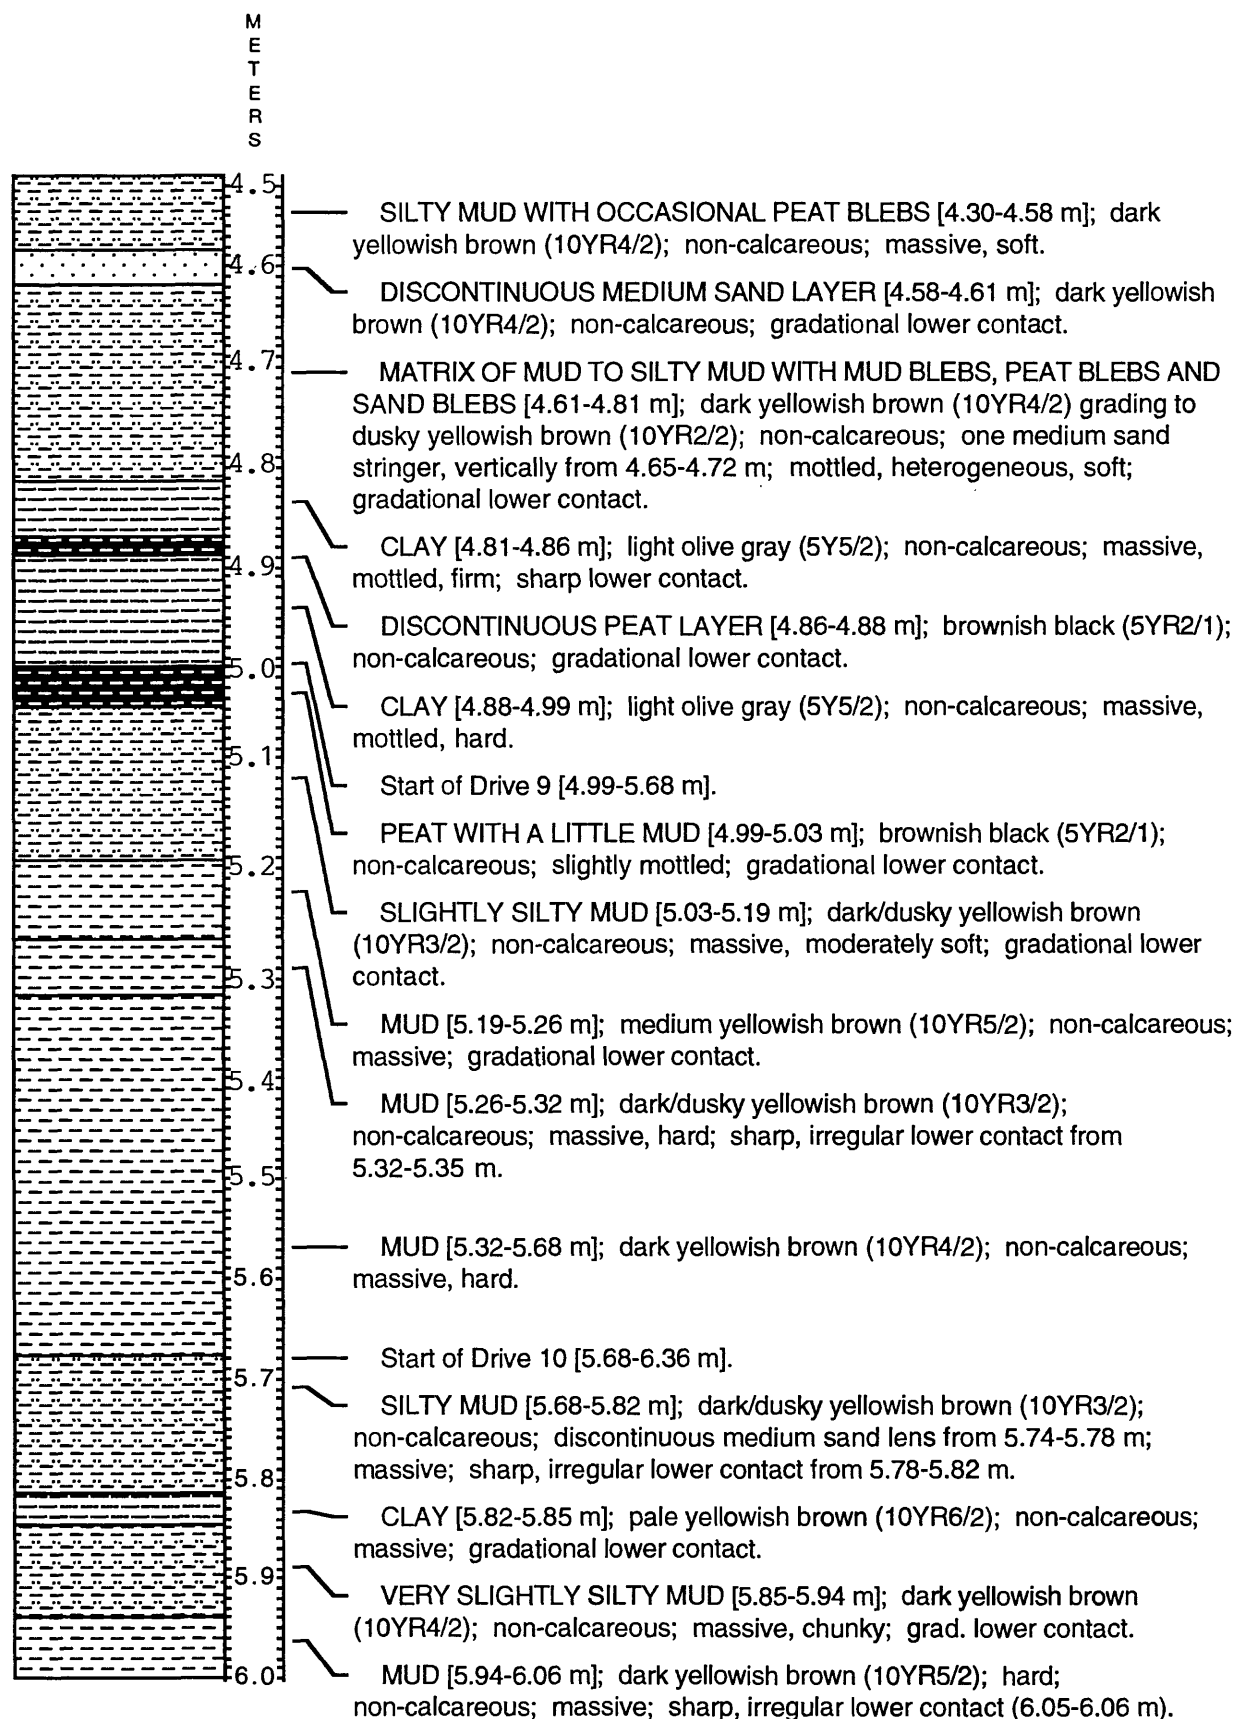 M
E
T
E
R
S
4.5
SILTY MUD WITH OCCASIONAL PEAT BLEBS [4.30-4.58 m]; dark
yellowish brown (10YR4/2); non-calcareous; massive, soft.
4.6
DISCONTINUOUS MEDIUM SAND LAYER [4.58-4.61 m]; dark yellowish
brown (10YR4/2); non-calcareous; gradational lower contact.
4.7
MATRIX OF MUD TO SILTY MUD WITH MUD BLEBS, PEAT BLEBS AND
SAND BLEBS [4.61-4.81 m]; dark yellowish brown (10YR4/2) grading to
dusky yellowish brown (10YR2/2); non-calcareous; one medium sand
4.8
stringer, vertically from 4.65-4.72 m; mottled, heterogeneous, soft;
gradational lower contact.
CLAY [4.81-4.86 m]; light olive gray (5Y5/2); non-calcareous; massive,
4.9
mottled, firm; sharp lower contact.
DISCONTINUOUS PEAT LAYER [4.86-4.88 m]; brownish black (5YR2/1);
5.0
non-calcareous; gradational lower contact.
CLAY [4.88-4.99 m]; light olive gray (5Y5/2); non-calcareous; massive,
mottled, hard.
5.1
Start of Drive 9 [4.99-5.68 m].
PEAT WITH A LITTLE MUD [4.99-5.03 m]; brownish black (5YR2/1);
5.2
non-calcareous; slightly mottled; gradational lower contact.
SLIGHTLY SILTY MUD [5.03-5.19 m]; dark/dusky yellowish brown
(10YR3/2); non-calcareous; massive, moderately soft; gradational lower
5.3
contact.
MUD [5.19-5.26 m]; medium yellowish brown (10YR5/2); non-calcareous;
massive; gradational lower contact.
5.4
MUD [5.26-5.32 m]; dark/dusky yellowish brown (10YR3/2);
non-calcareous; massive, hard; sharp, irregular lower contact from
5.5
5.32-5.35 m.
MUD [5.32-5.68 m]; dark yellowish brown (10YR4/2); non-calcareous;
5.6
massive, hard.
Start of Drive 10 [5.68-6.36 m].
5.7
SILTY MUD [5.68-5.82 m]; dark/dusky yellowish brown (10YR3/2);
non-calcareous; discontinuous medium sand lens from 5.74-5.78 m;
5.8
massive; sharp, irregular lower contact from 5.78-5.82 m.
CLAY [5.82-5.85 m]; pale yellowish brown (10YR6/2); non-calcareous;
massive; gradational lower contact.
5.9
VERY SLIGHTLY SILTY MUD [5.85-5.94 m]; dark yellowish brown
(10YR4/2); non-calcareous; massive, chunky; grad. lower contact.
6.0
MUD [5.94-6.06 m]; dark yellowish brown (10YR5/2); hard;
non-calcareous; massive; sharp, irregular lower contact (6.05-6.06 m).